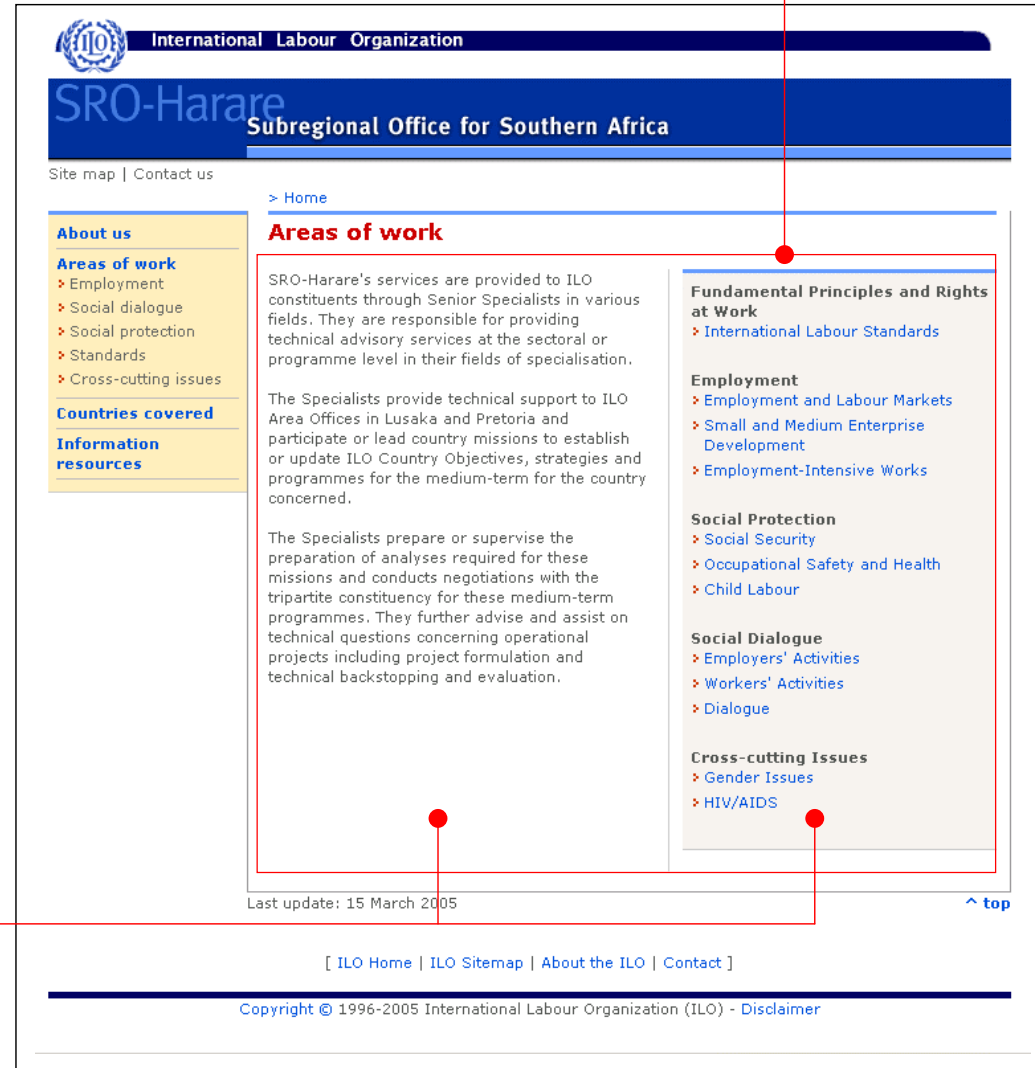 ILO
International Labour Organization
SRO-Harare
Subregional Office for Southern Africa
Site map | Contact us
> Home
About us
Areas of work
Employment
Social dialogue
Social protection
Standards
Cross-cutting issues
Countries covered
Information
resources
Areas of work
SRO-Harare's services are provided to ILO
constituents through Senior Specialists in various
fields. They are responsible for providing
technical advisory services at the sectoral or
programme level in their fields of specialisation.
The Specialists provide technical support to ILO
Area Offices in Lusaka and Pretoria and
participate or lead country missions to establish
or update ILO Country Objectives, strategies and
programmes for the medium-term for the country
concerned.
The Specialists prepare or supervise the
preparation of analyses required for these
missions and conducts negotiations with the
tripartite constituency for these medium-term
programmes. They further advise and assist on
technical questions concerning operational
projects including project formulation and
technical backstopping and evaluation.
Fundamental Principles and Rights
at Work
International Labour Standards
Employment
Employment and Labour Markets
Small and Medium Enterprise
Development
Employment-Intensive Works
Social Protection
Social Security
Occupational Safety and Health
Child Labour
Social Dialogue
Employers' Activities
Workers' Activities
Dialogue
Cross-cutting Issues
Gender Issues
HIV/AIDS
Last update: 15 March 2005
^ top
[ ILO Home | ILO Sitemap | About the ILO | Contact ]
Copyright © 1996-2005 International Labour Organization (ILO) - Disclaimer